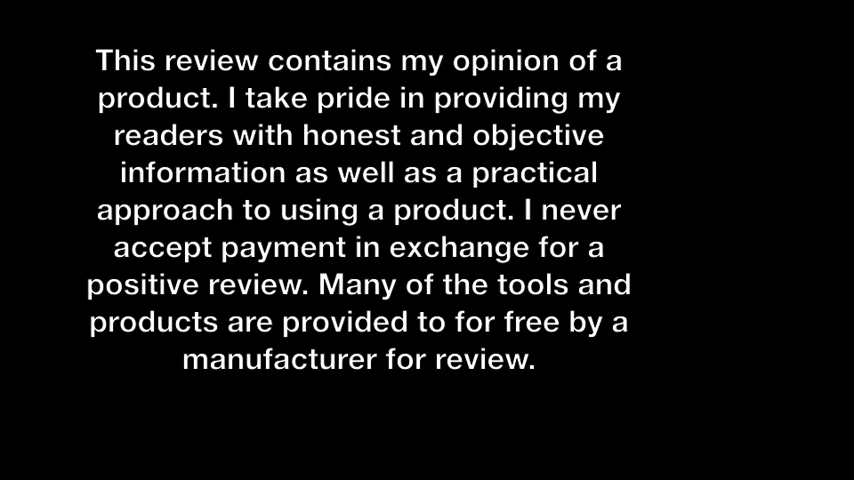 This review contains my opinion of a
product. I take pride in providing my
readers with honest and objective
information as well as a practical
approach to using a product. I never
accept payment in exchange for a
positive review. Many of the tools and
products are provided to for free by a
manufacturer for review.